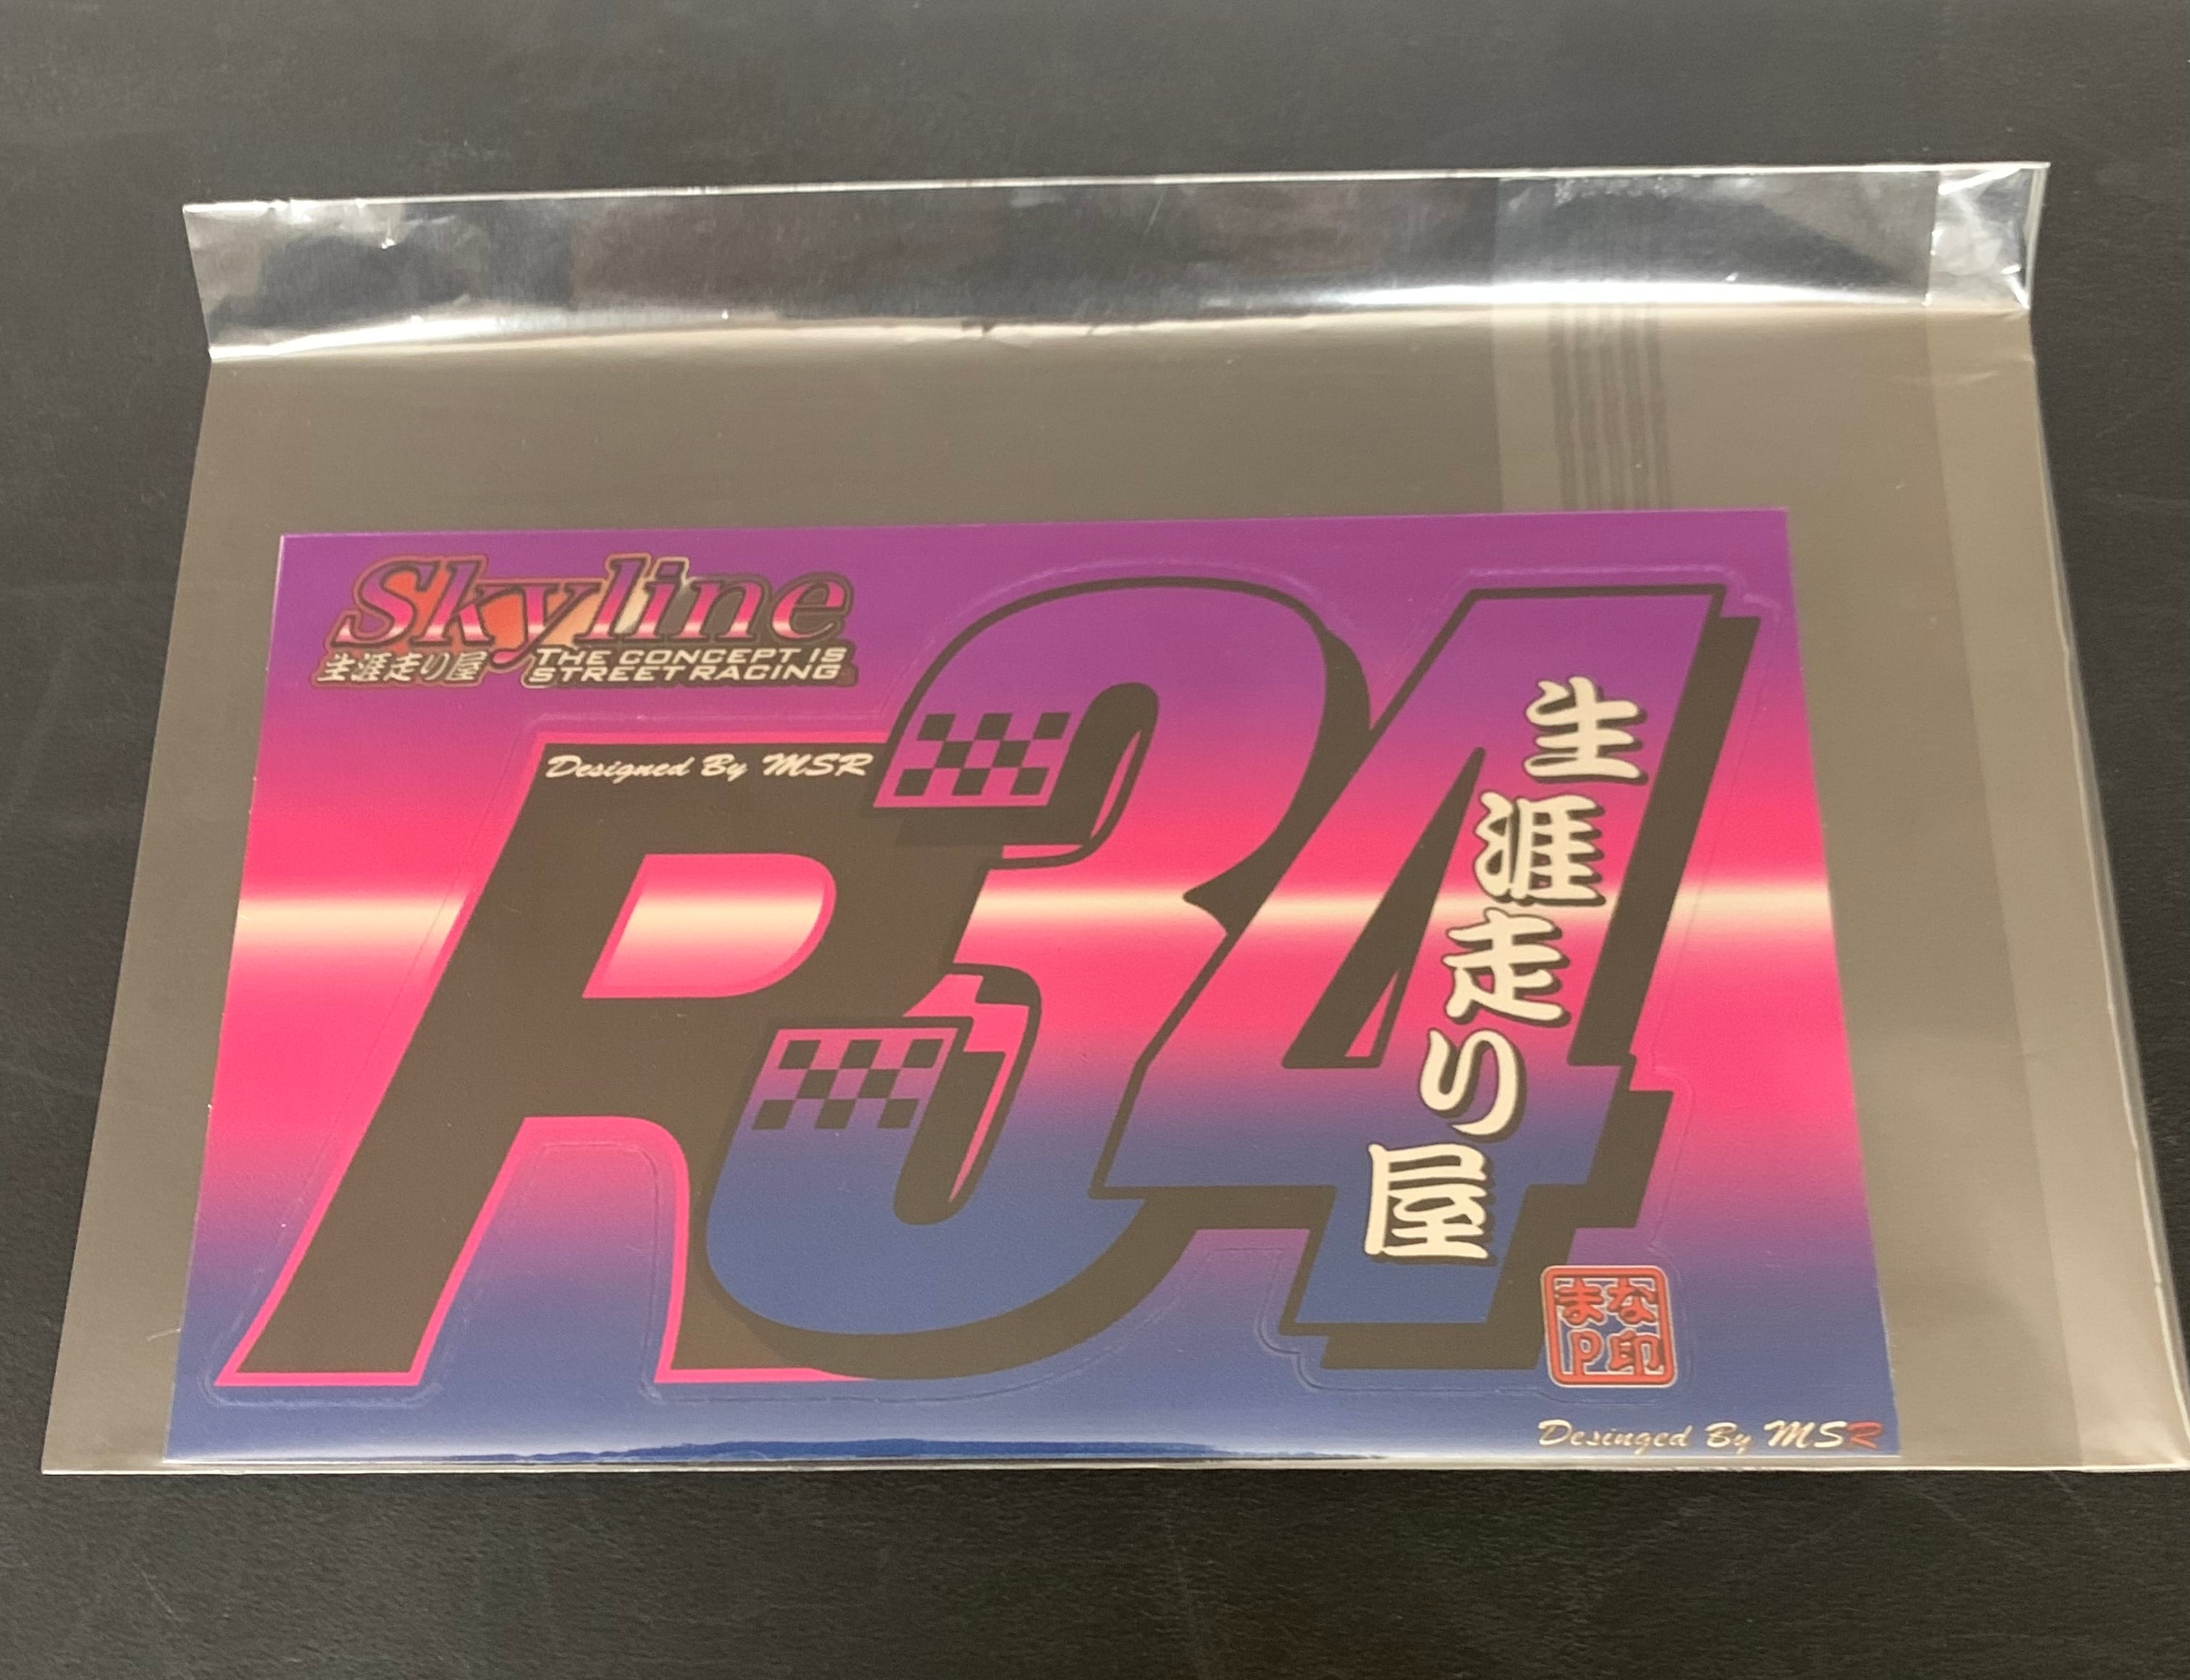 Skyline
生涯走り屋
THE CONCEPT IS
STREET RACING
Designed By MSR
R34
生涯走り屋
まな
P印
Desinged By MSR